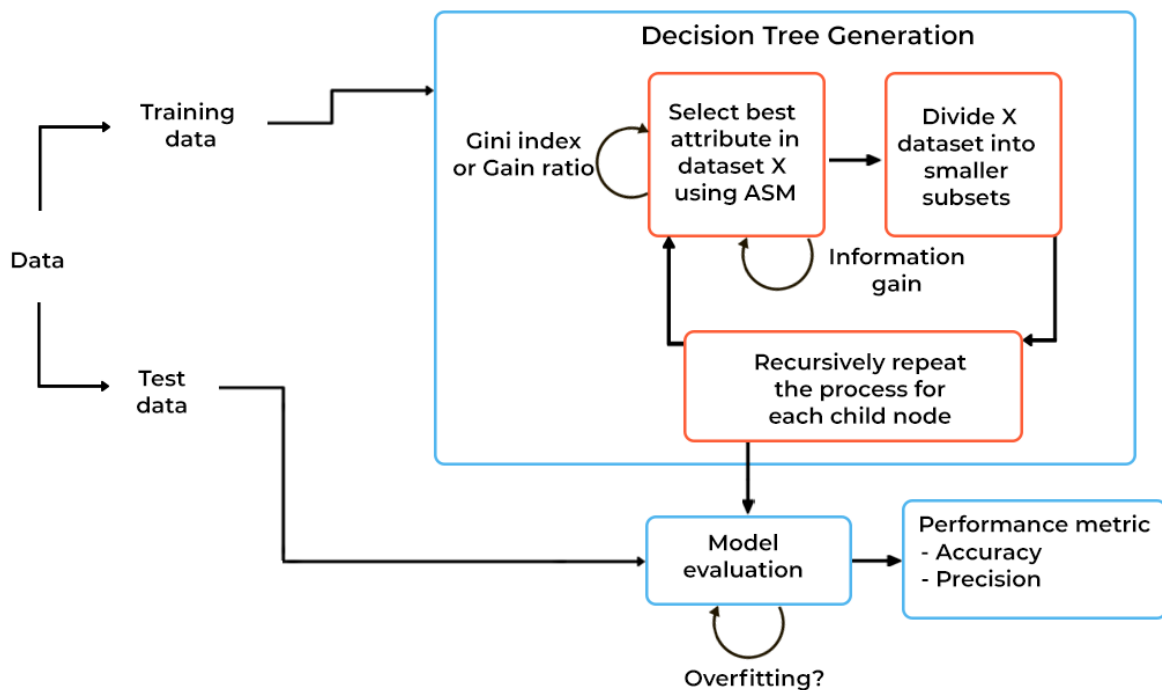 Decision Tree Generation
Training
data
Gini index
or Gain ratio
Select best
attribute in
dataset X
using ASM
Divide X
dataset into
smaller
subsets
Data
Information
gain
Recursively repeat
the process for
each child node
Test
data
Model
evaluation
Performance metric
- Accuracy
- Precision
Overfitting?